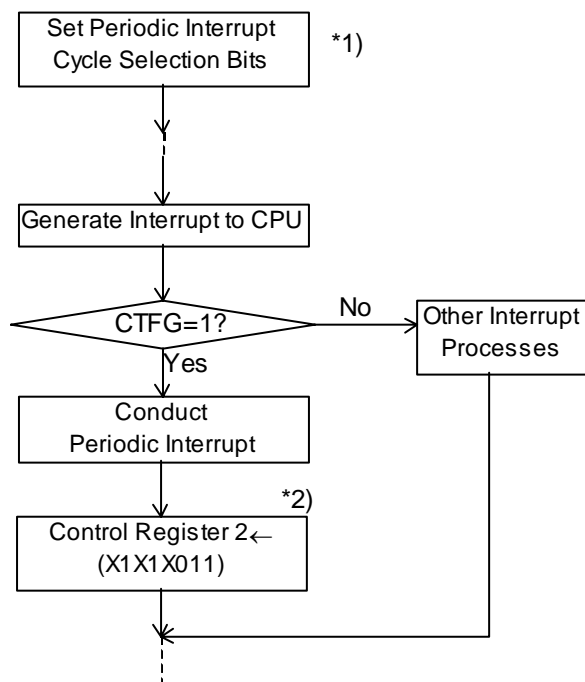 Set Periodic Interrupt
Cycle Selection Bits
*1)
Generate Interrupt to CPU
CTFG=1?
No
Other Interrupt
Processes
Yes
Conduct
Periodic Interrupt
*2)
Control Register 2←
(X1X1X011)